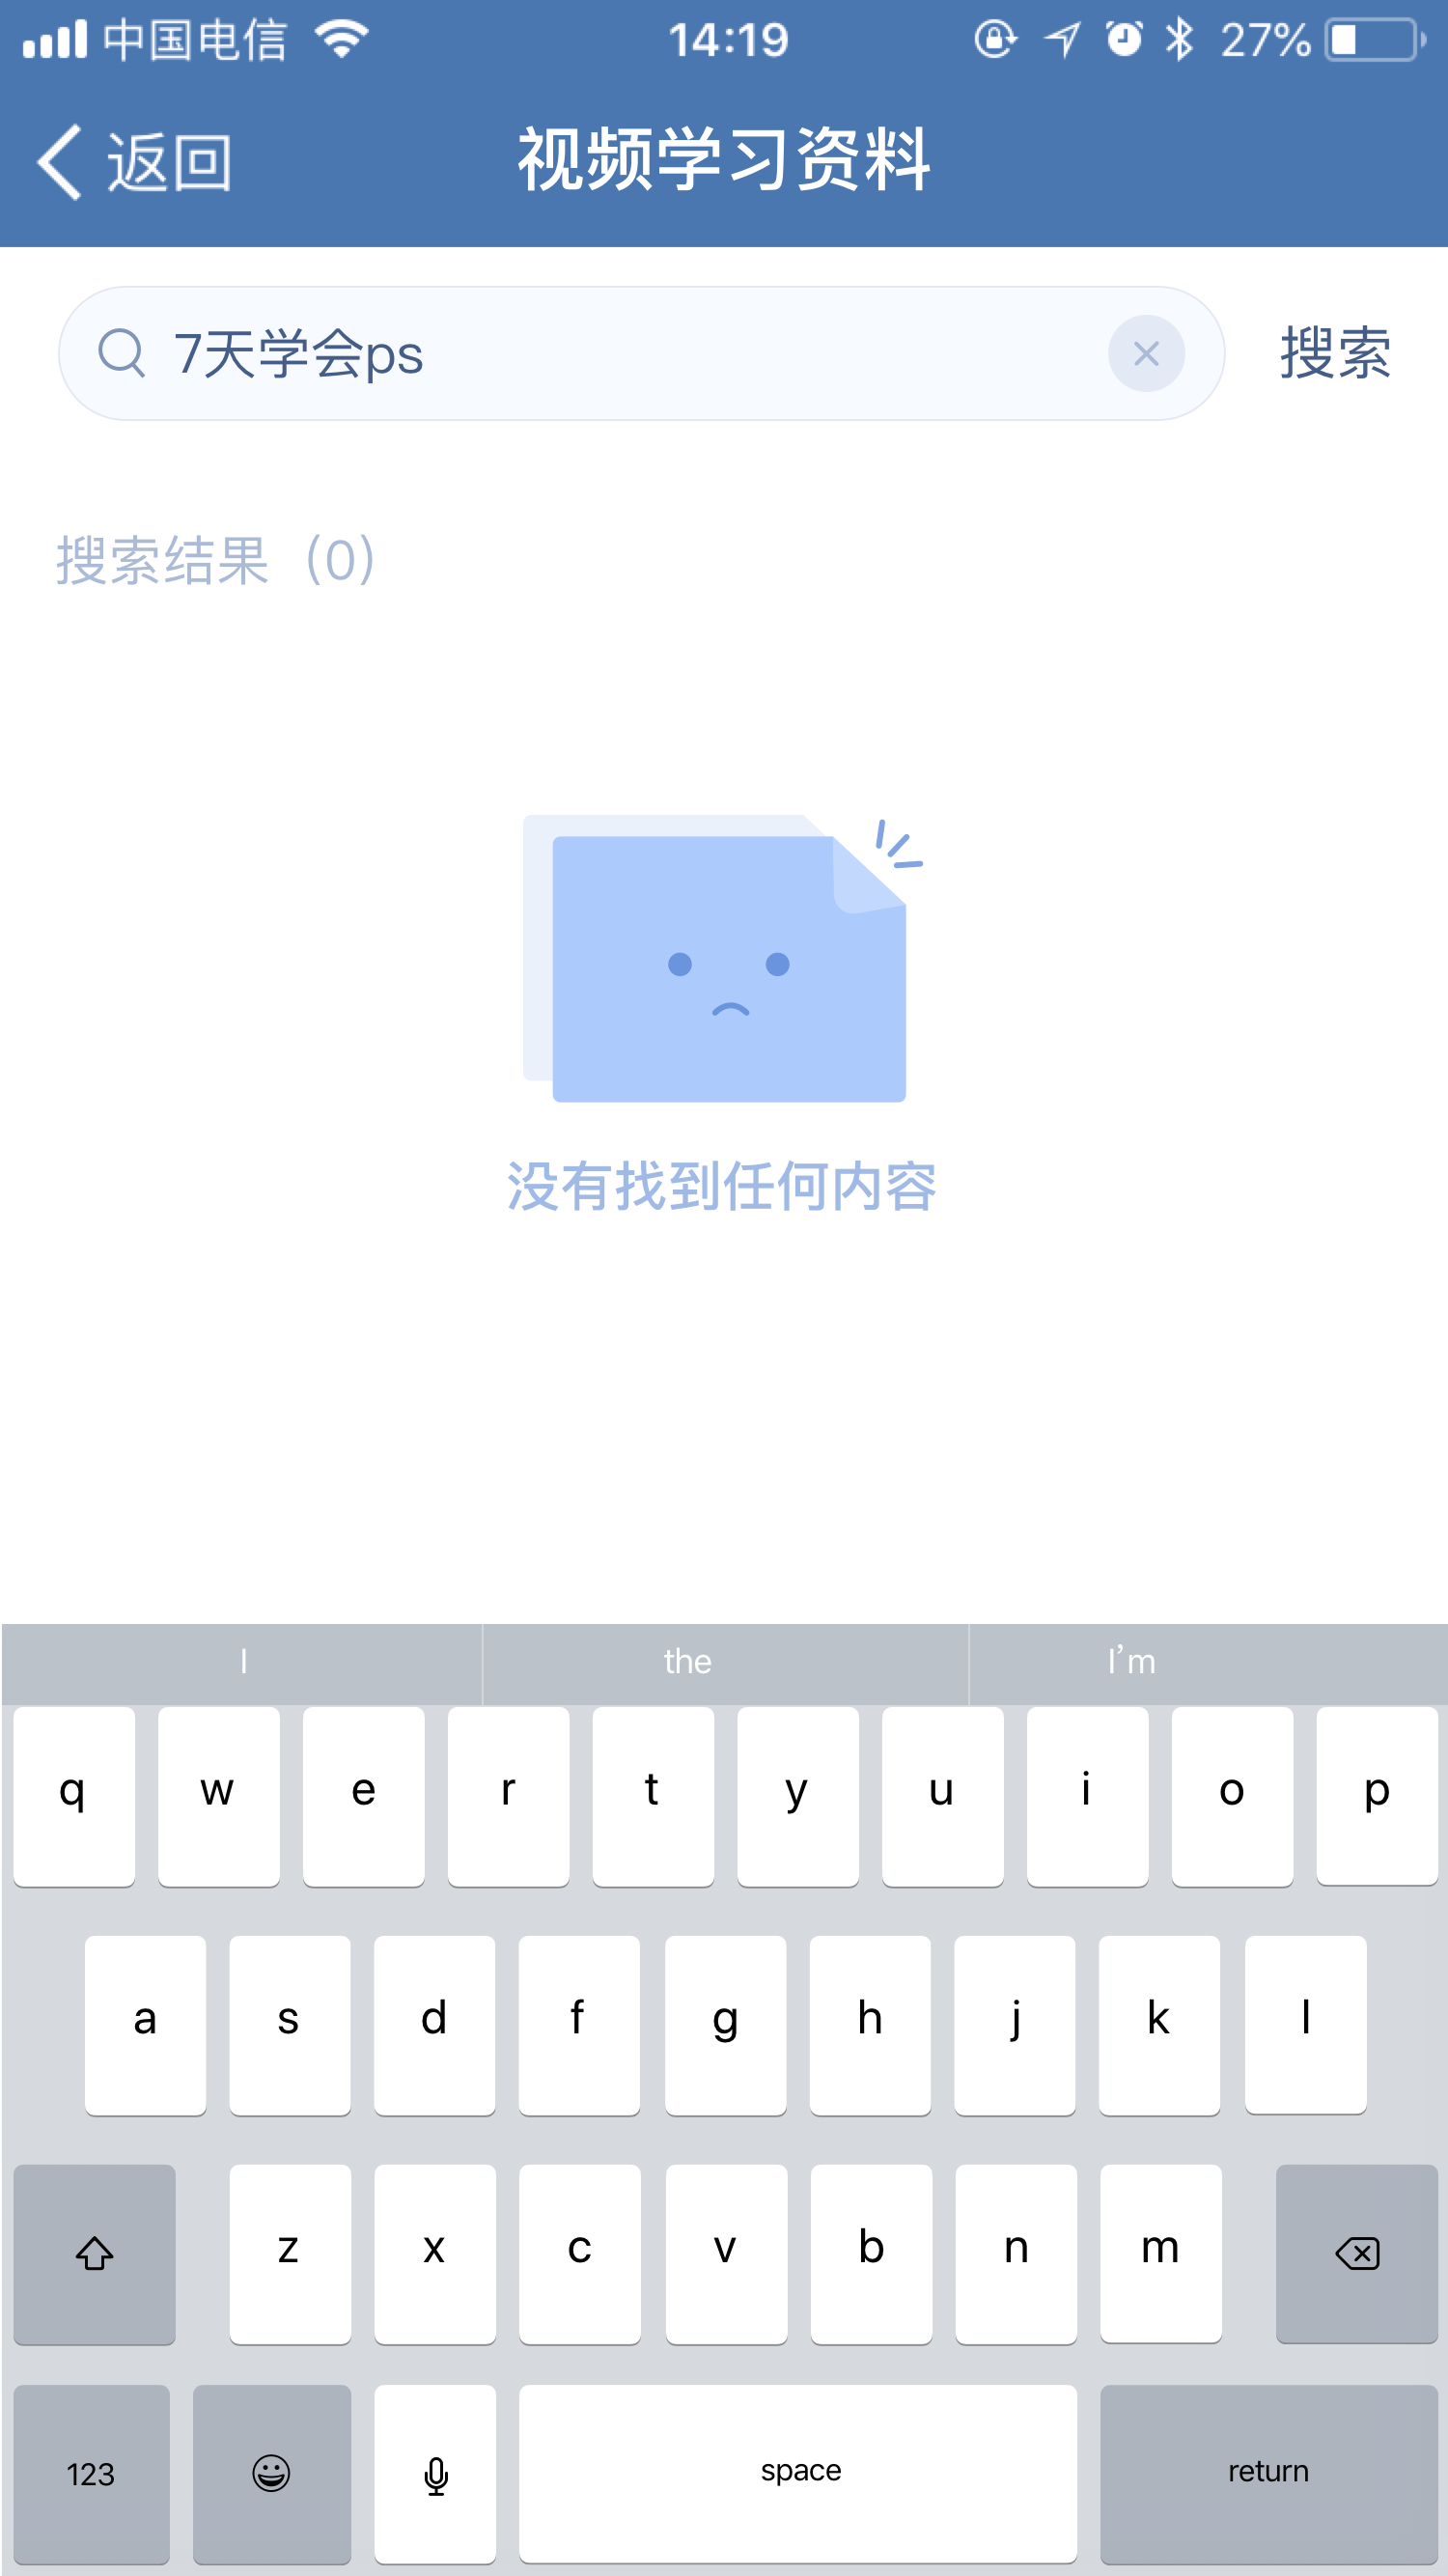 中国电信 14:19 27%
返回 视频学习资料
7天学会ps 搜索
搜索结果（0）
没有找到任何内容
I the I’m
q w e r t y u i o p
a s d f g h j k l
z x c v b n m
123 space return